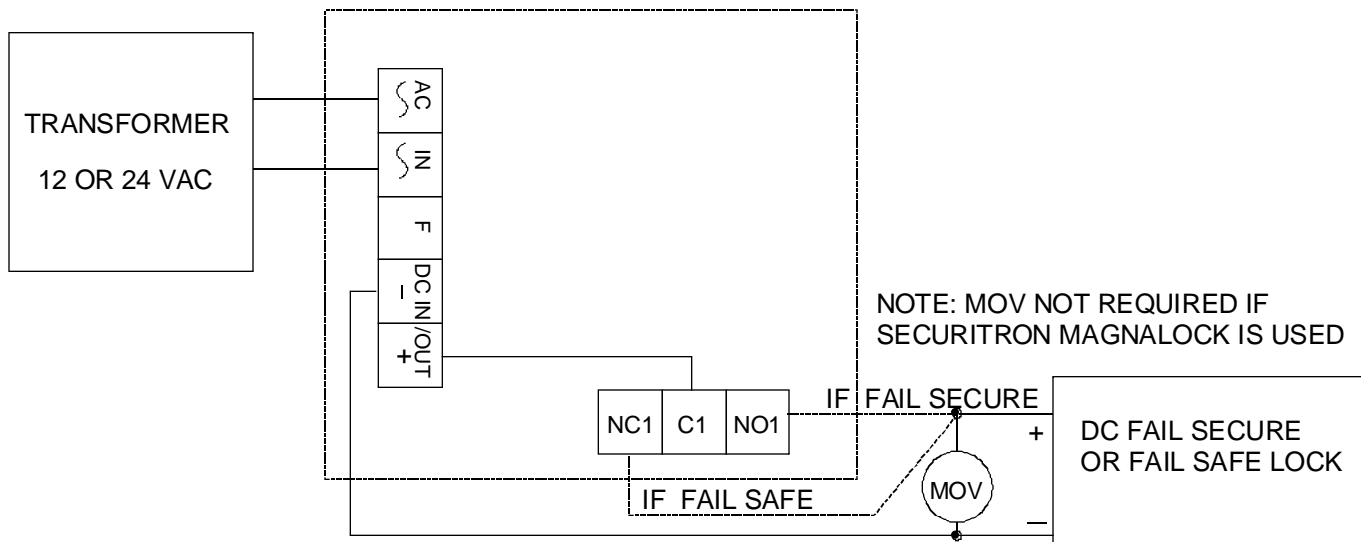 TRANSFORMER
12 OR 24 VAC
AC
IN
F
DC IN /OUT
–
+
NC1
C1
NO1
IF FAIL SECURE
IF FAIL SAFE
NOTE: MOV NOT REQUIRED IF
SECURITRON MAGNALOCK IS USED
MOV
+
DC FAIL SECURE
OR FAIL SAFE LOCK
–